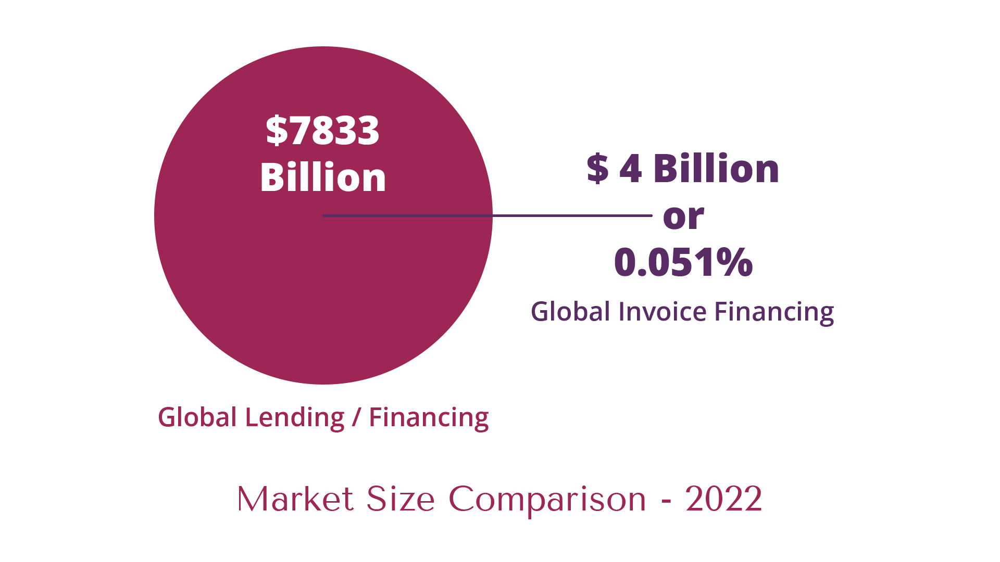 $7833
Billion
$ 4 Billion
or
0.051%
Global Invoice Financing
Global Lending / Financing
Market Size Comparison - 2022